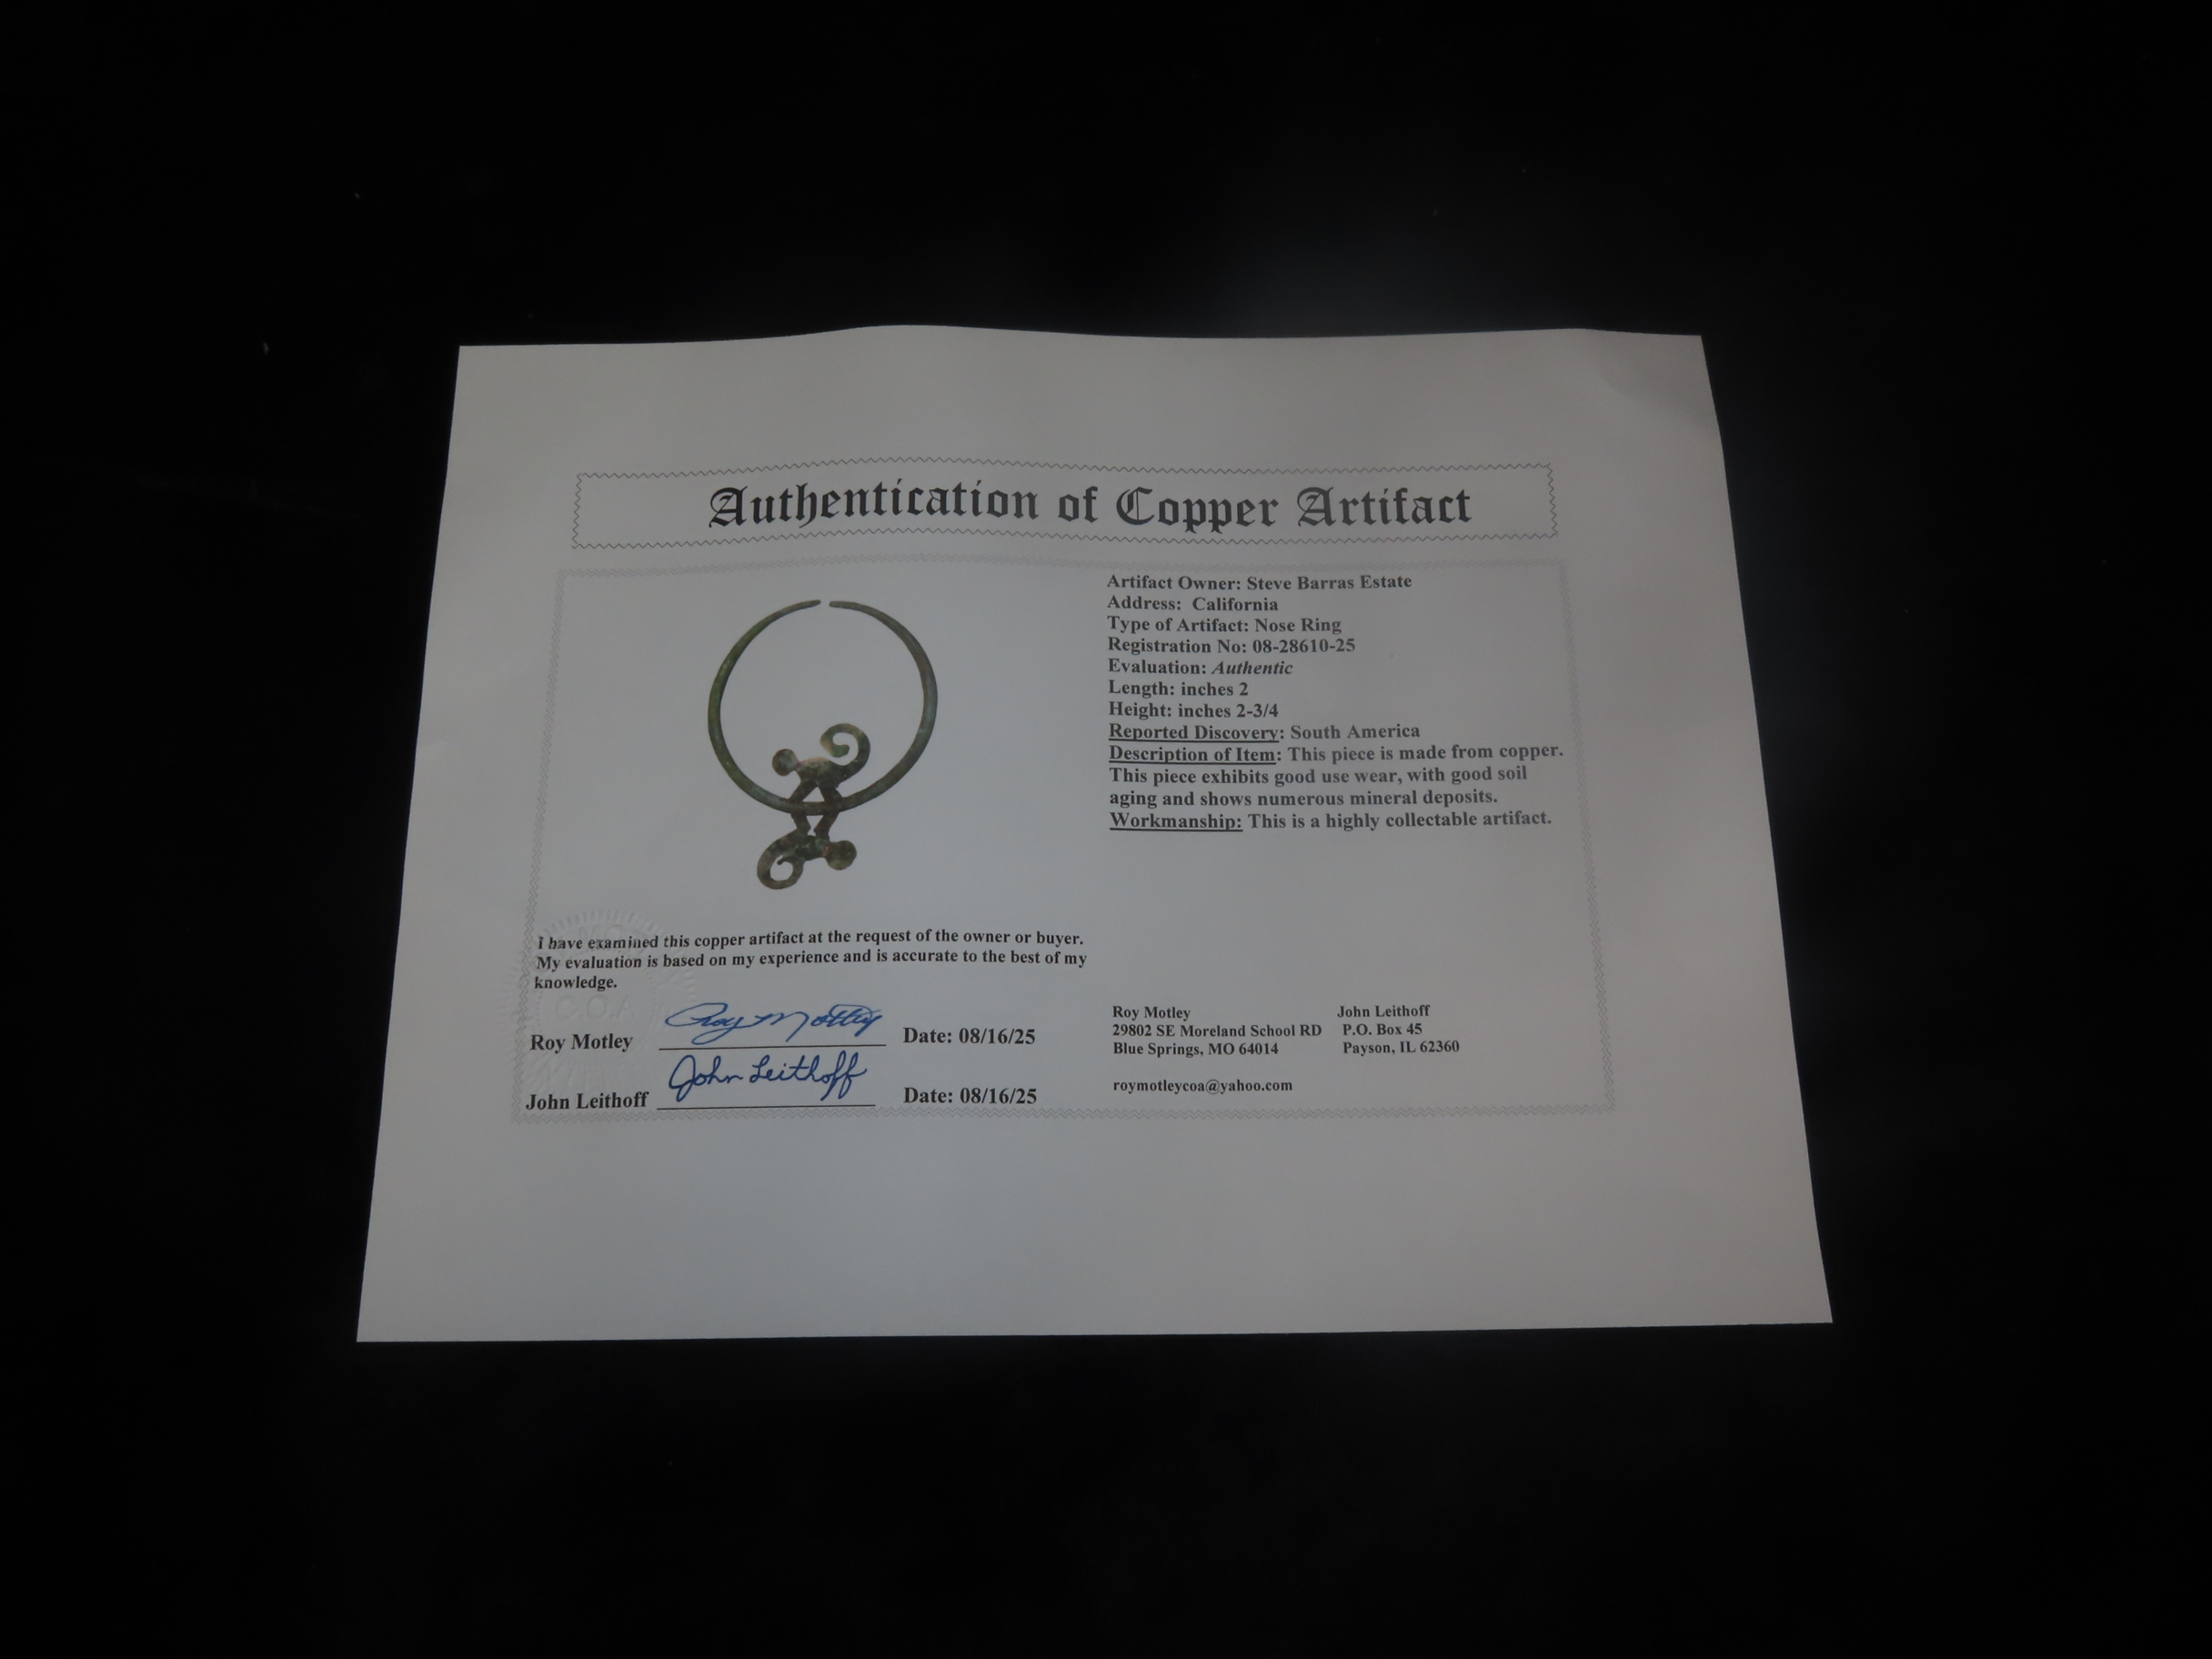 Authentication of Copper Artifact
Artifact Owner: Steve Barras Estate
Address: California
Type of Artifact: Nose Ring
Registration No: 08-28610-25
Evaluation: Authentic
Length: inches 2
Height: inches 2-3/4
Reported Discovery: South America
Description of Item: This piece is made from copper.
This piece exhibits good use wear, with good soil
aging and shows numerous mineral deposits.
Workmanship: This is a highly collectable artifact.
I have examined this copper artifact at the request of the owner or buyer.
My evaluation is based on my experience and is accurate to the best of my
knowledge.
Roy Motley Roy Motley Date: 08/16/25
John Leithoff John Leithoff Date: 08/16/25
Roy Motley John Leithoff
29802 SE Moreland School RD P.O. Box 45
Blue Springs, MO 64014 Payson, IL 62360
roymotleycoa@yahoo.com